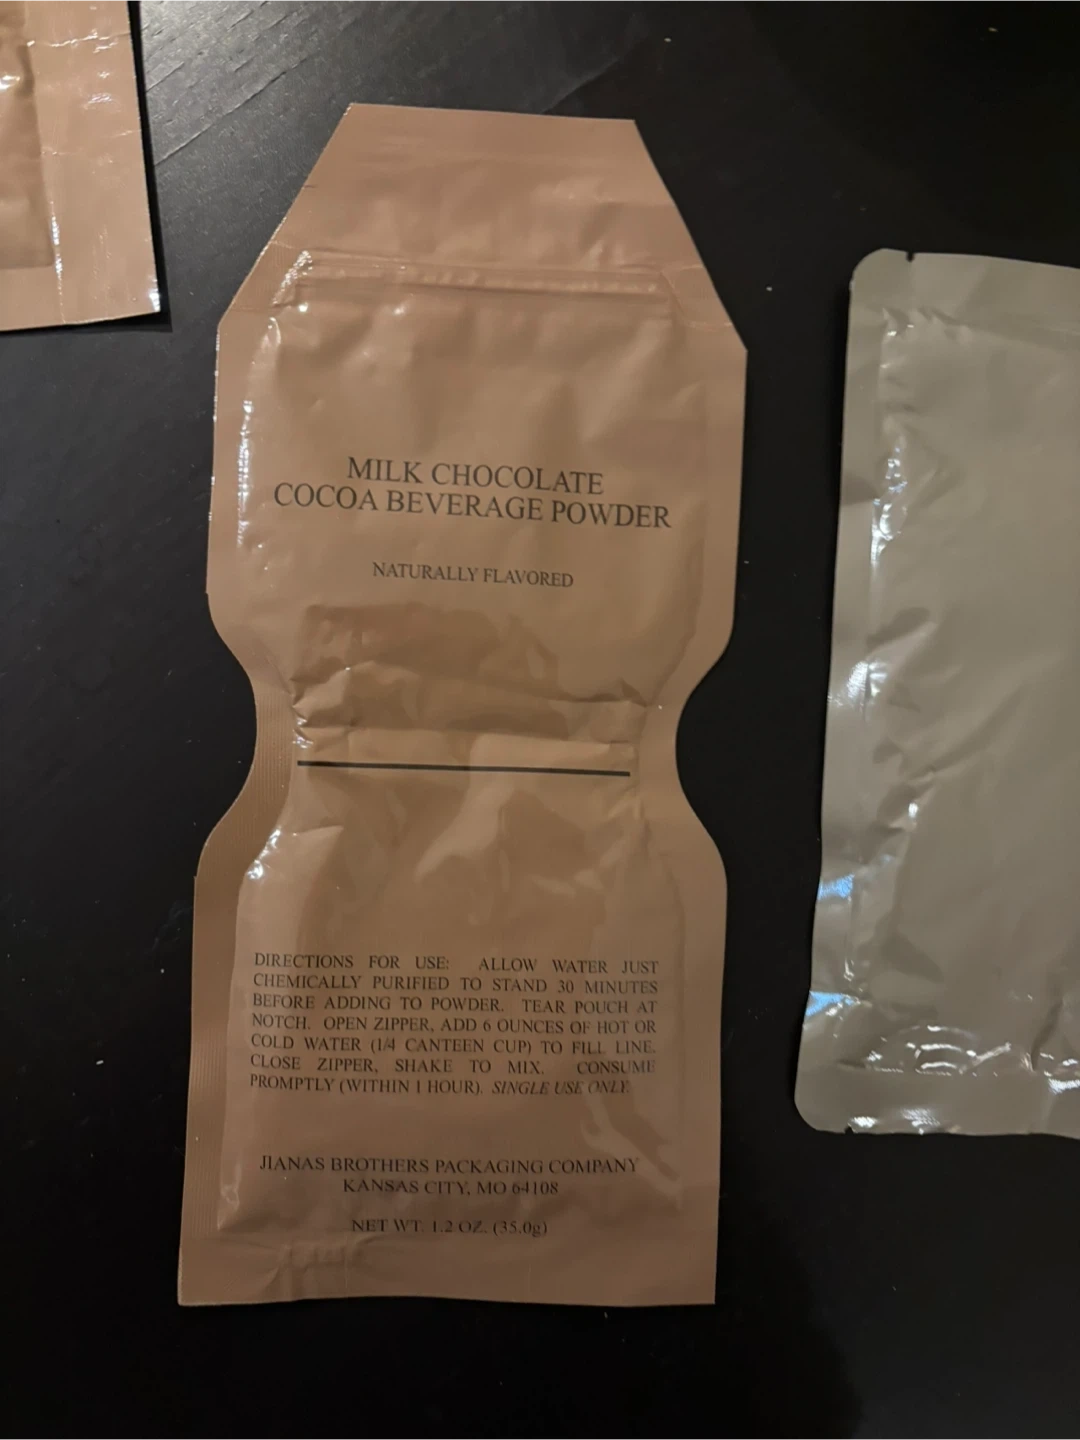 MILK CHOCOLATE
COCOA BEVERAGE POWDER
NATURALLY FLAVORED
DIRECTIONS FOR USE: ALLOW WATER JUST
CHEMICALLY PURIFIED TO STAND 30 MINUTES
BEFORE ADDING TO POWDER. TEAR POUCH AT
NOTCH. OPEN ZIPPER, ADD 6 OUNCES OF HOT OR
COLD WATER (1/4 CANTEEN CUP) TO FILL LINE.
CLOSE ZIPPER, SHAKE TO MIX. CONSUME
PROMPTLY (WITHIN 1 HOUR). SINGLE USE ONLY.
JIANAS BROTHERS PACKAGING COMPANY
KANSAS CITY, MO 64108
NET WT. 1.2 OZ. (35.0g)